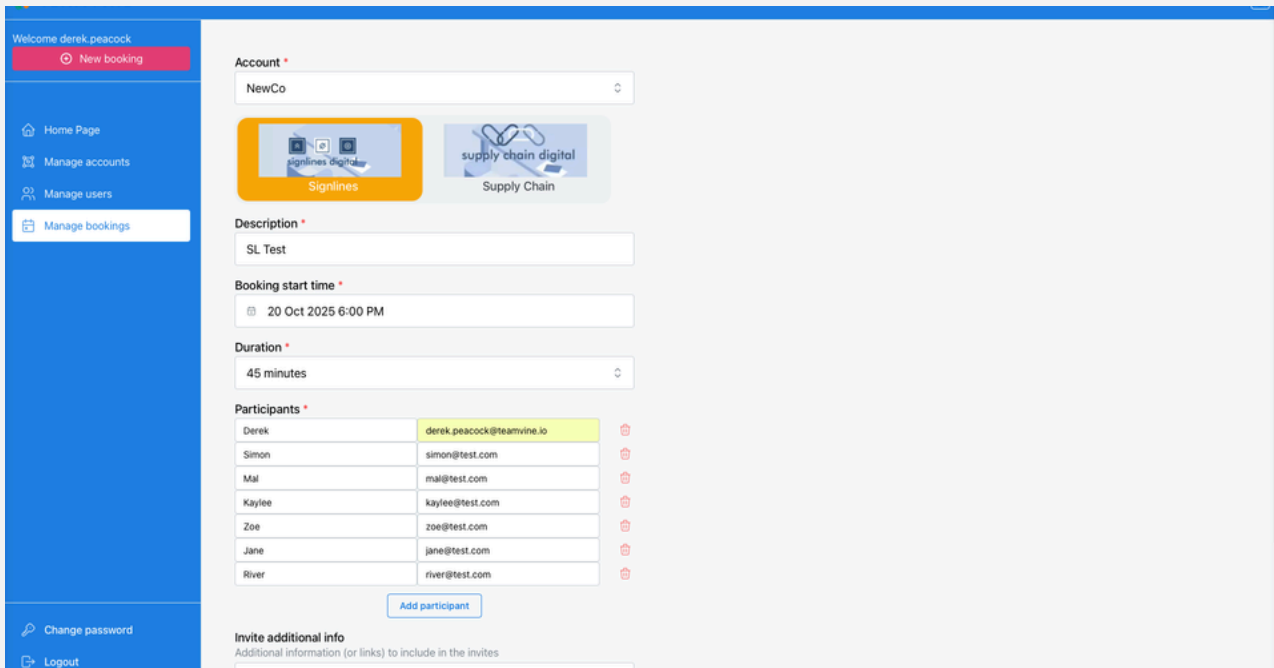 Welcome derek.peacock
New booking
Home Page
Manage accounts
Manage users
Manage bookings
Change password
Logout
Account *
NewCo
signlines digital
Signlines
supply chain digital
Supply Chain
Description *
SL Test
Booking start time *
20 Oct 2025 6:00 PM
Duration *
45 minutes
Participants *
Derek derek.peacock@teamvine.io
Simon simon@test.com
Mal mal@test.com
Kaylee kaylee@test.com
Zoe zoe@test.com
Jane jane@test.com
River river@test.com
Add participant
Invite additional info
Additional information (or links) to include in the invites